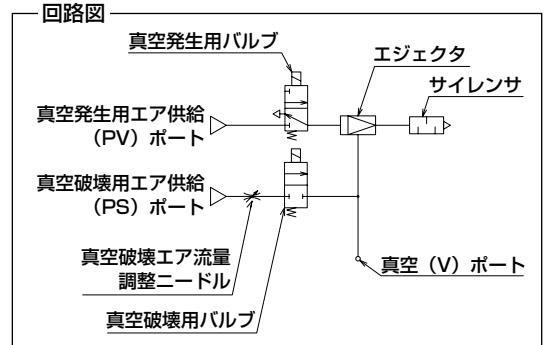 回路図
真空発生用バルブ
エジェクタ
サイレンサ
真空発生用エア供給
（PV）ポート
真空破壊用エア供給
（PS）ポート
真空破壊エア流量
調整ニードル
真空（V）ポート
真空破壊用バルブ